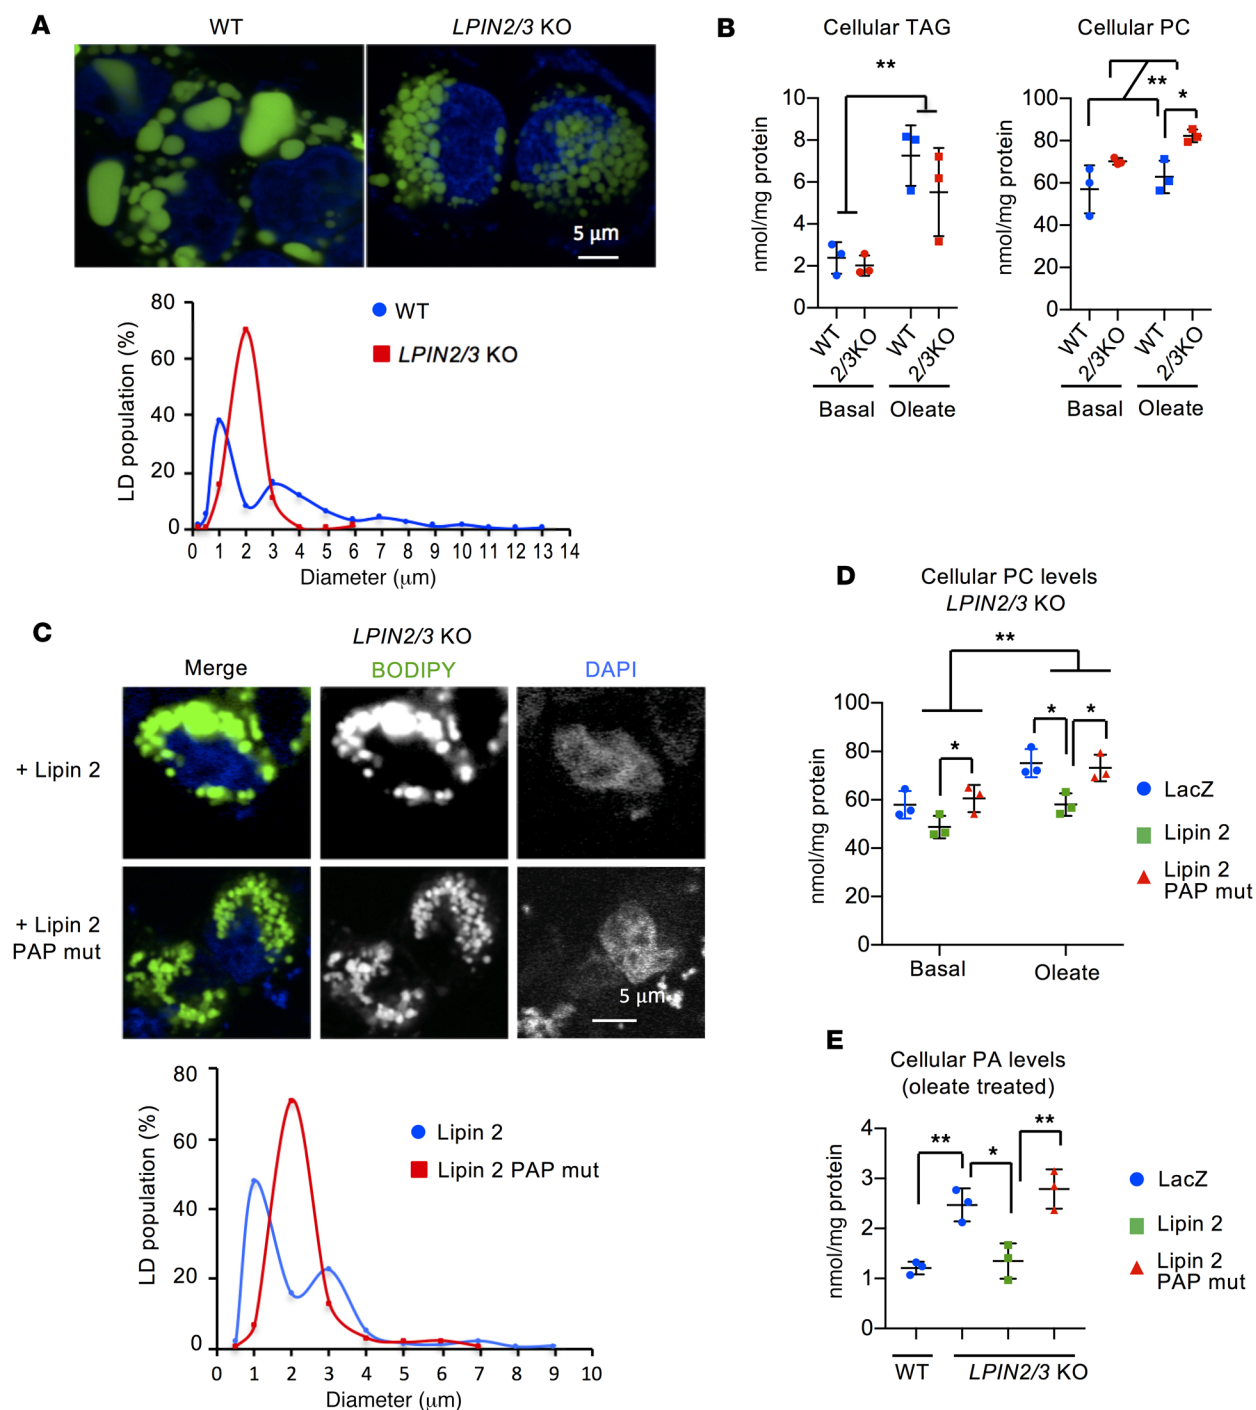 A
WT
LPIN2/3 KO
5 μm
LD population (%)
80
60
40
20
0
WT
LPIN2/3 KO
0 1 2 3 4 5 6 7 8 9 10 11 12 13 14
Diameter (μm)
B
Cellular TAG
**
nmol/mg protein
10
8
6
4
2
0
WT
2/3KO
WT
2/3KO
Basal
Oleate
Cellular PC
**
*
nmol/mg protein
100
80
60
40
20
0
WT
2/3KO
WT
2/3KO
Basal
Oleate
C
LPIN2/3 KO
Merge
BODIPY
DAPI
+ Lipin 2
+ Lipin 2
PAP mut
5 μm
LD population (%)
80
60
40
20
0
Lipin 2
Lipin 2 PAP mut
0 1 2 3 4 5 6 7 8 9 10
Diameter (μm)
D
Cellular PC levels
LPIN2/3 KO
**
*
*
*
nmol/mg protein
100
80
60
40
20
0
Basal
Oleate
LacZ
Lipin 2
Lipin 2
PAP mut
E
Cellular PA levels
(oleate treated)
**
*
**
nmol/mg protein
4
3
2
1
0
WT
LPIN2/3 KO
LacZ
Lipin 2
Lipin 2
PAP mut